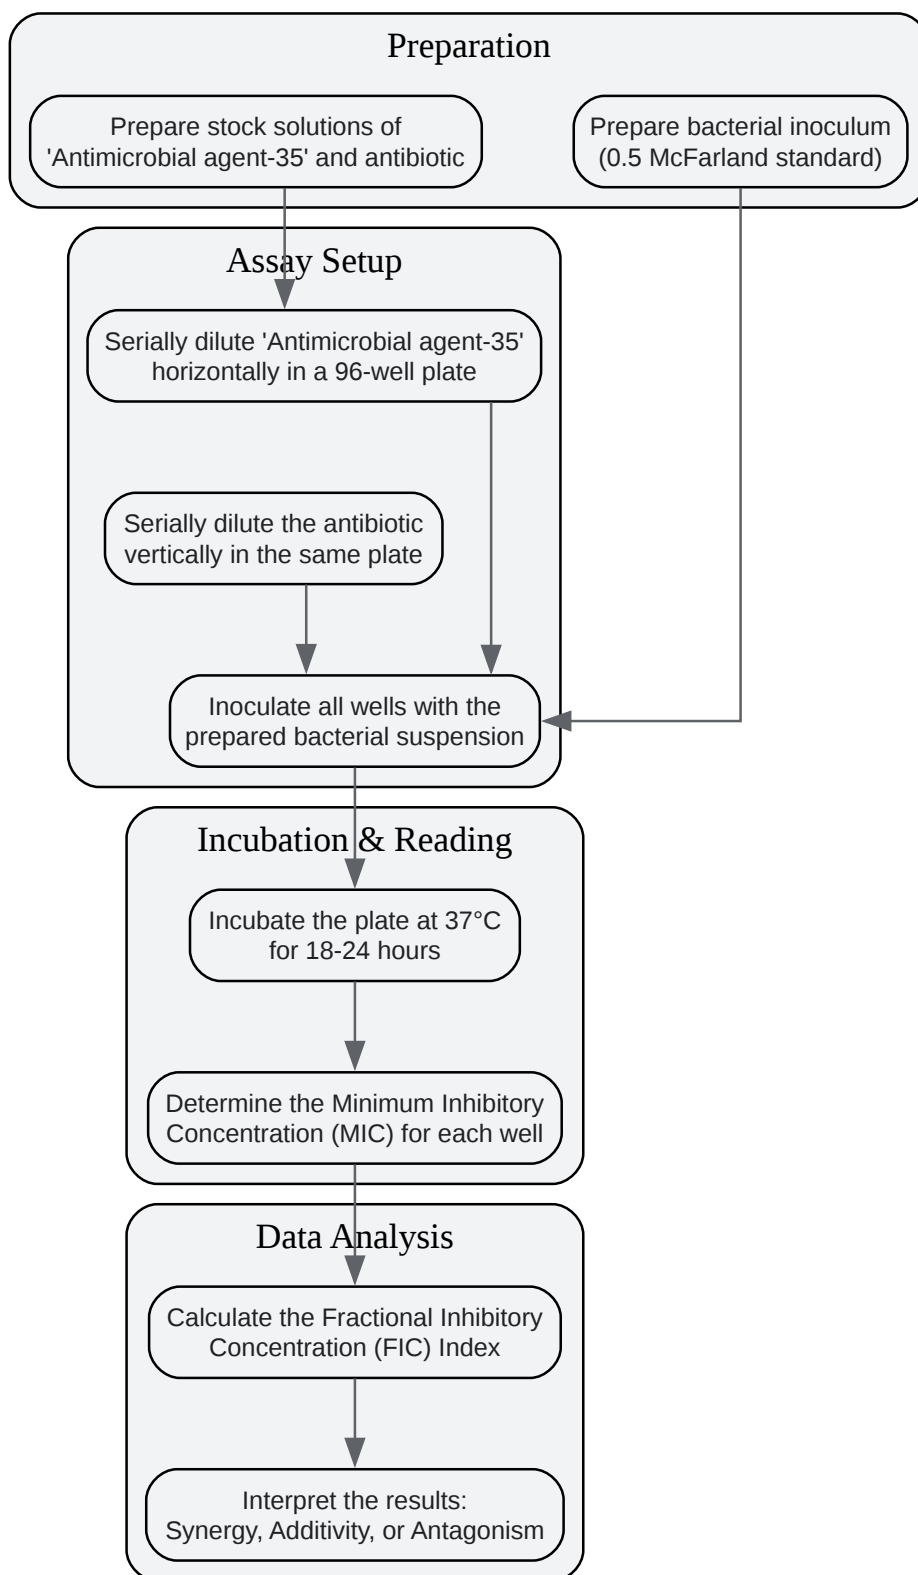 Preparation
Prepare stock solutions of
'Antimicrobial agent-35' and antibiotic
Prepare bacterial inoculum
(0.5 McFarland standard)
Assay Setup
Serially dilute 'Antimicrobial agent-35'
horizontally in a 96-well plate
Serially dilute the antibiotic
vertically in the same plate
Inoculate all wells with the
prepared bacterial suspension
Incubation & Reading
Incubate the plate at 37°C
for 18-24 hours
Determine the Minimum Inhibitory
Concentration (MIC) for each well
Data Analysis
Calculate the Fractional Inhibitory
Concentration (FIC) Index
Interpret the results:
Synergy, Additivity, or Antagonism